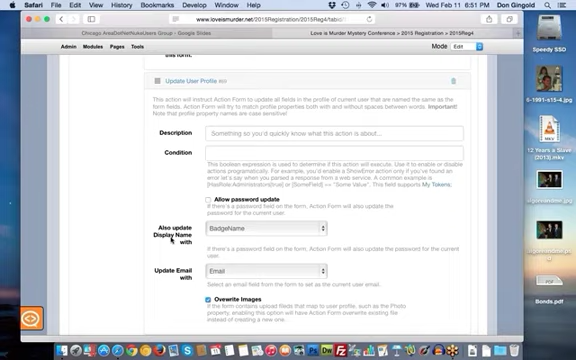 Safari File Edit View History Bookmarks Develop Window Help
Wed Feb 11 6:51 PM Don Gingold
www.loveismurder.net/2015Registration/2015Reg4/tabid/
Chicago AreaDotNetNukeUsers Group - Google Slides
Love is Murder Mystery Conference > 2015 Registration > 2015Reg4
Admin Modules Pages Tools
Mode Edit
this form.
Update User Profile
This action will instruct Action Form to update all fields in the profile of current user that are named the same as the
form fields. Action Form will try to match profile properties both with and without spaces between words. Important!
Note that profile property names are case sensitive!
Description
Something so you'd quickly know what this action is about...
Condition
This boolean expression is used to determine if this action will execute. Use it to enable or disable
actions programatically. For example, you'd enable a ShowError action only if you've found an
error let's say when you parsed a response from a web service. A common example is
[HasRole:Administrators|true] or [SomeField] == "Some Value". This field supports My Tokens.
Allow password update
If there's a password field on the form, Action Form will also update the
password for the current user.
Also update
Display Name
with
BadgeName
If there's a password field on the form, Action Form will also update the password for the current
user.
Update Email
with
Email
Select an email field from the form to set as the current user email.
Overwrite Images
If the form contains upload fileds that map to user profile, such as the Photo
property, enabling this option will have Action Form overwrite existing file
instead of creating a new one.
Speedy SSD
6-1991-s15-4.jpg
12 Years a Slave
(2013).mkv
Bonds.pdf